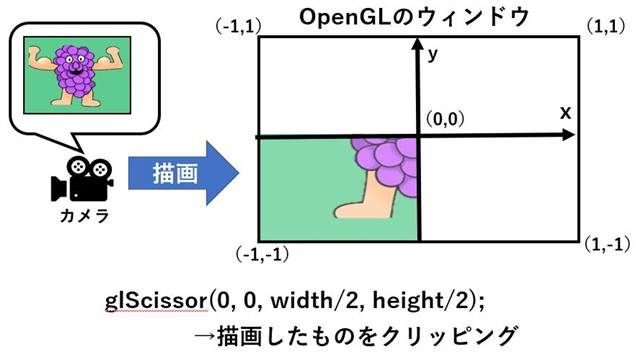 OpenGLのウィンドウ
（-1,1）
（1,1）
y
（0,0）
x
描画
カメラ
（-1,-1）
（1,-1）
glScissor(0, 0, width/2, height/2);
→描画したものをクリッピング